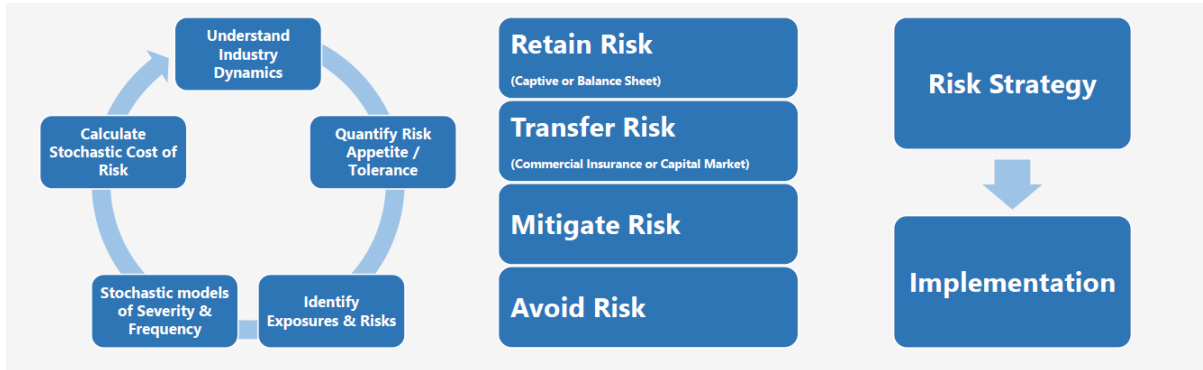 Understand
Industry
Dynamics
Quantify Risk
Appetite /
Tolerance
Identify
Exposures & Risks
Stochastic models
of Severity &
Frequency
Calculate
Stochastic Cost of
Risk
Retain Risk
(Captive or Balance Sheet)
Transfer Risk
(Commercial Insurance or Capital Market)
Mitigate Risk
Avoid Risk
Risk Strategy
Implementation